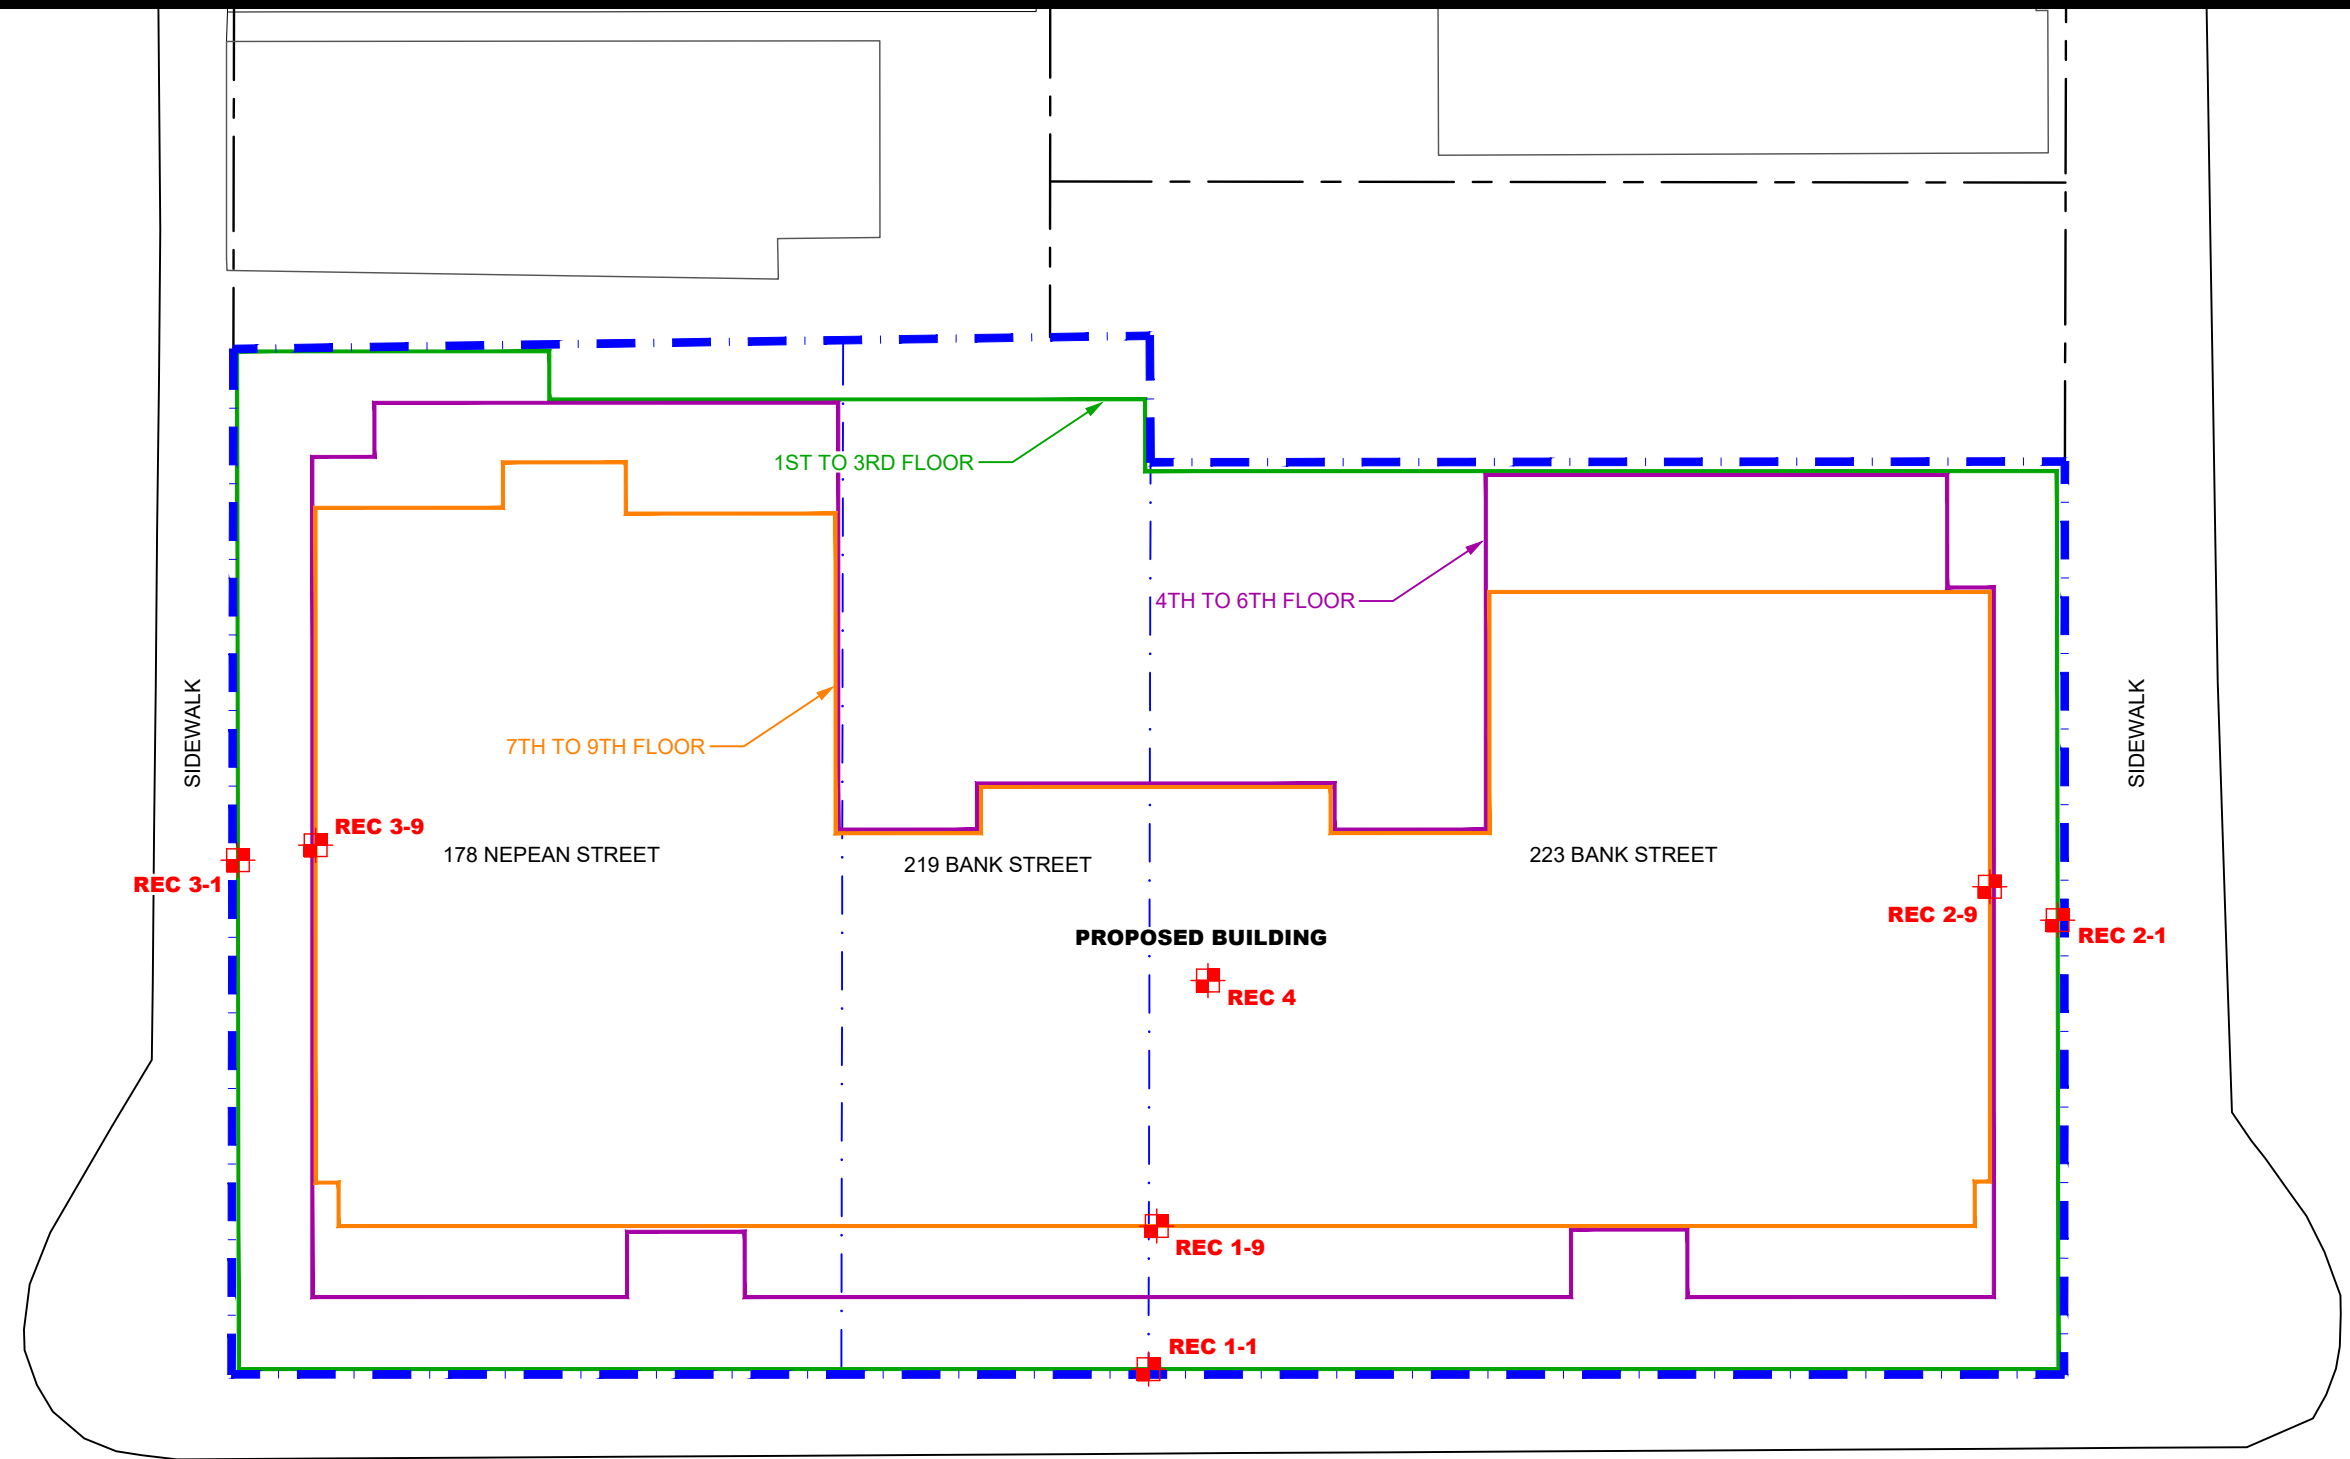 1ST TO 3RD FLOOR
4TH TO 6TH FLOOR
7TH TO 9TH FLOOR
SIDEWALK
SIDEWALK
REC 3-9
178 NEPEAN STREET
219 BANK STREET
223 BANK STREET
REC 3-1
REC 2-9
REC 2-1
PROPOSED BUILDING
REC 4
REC 1-9
REC 1-1